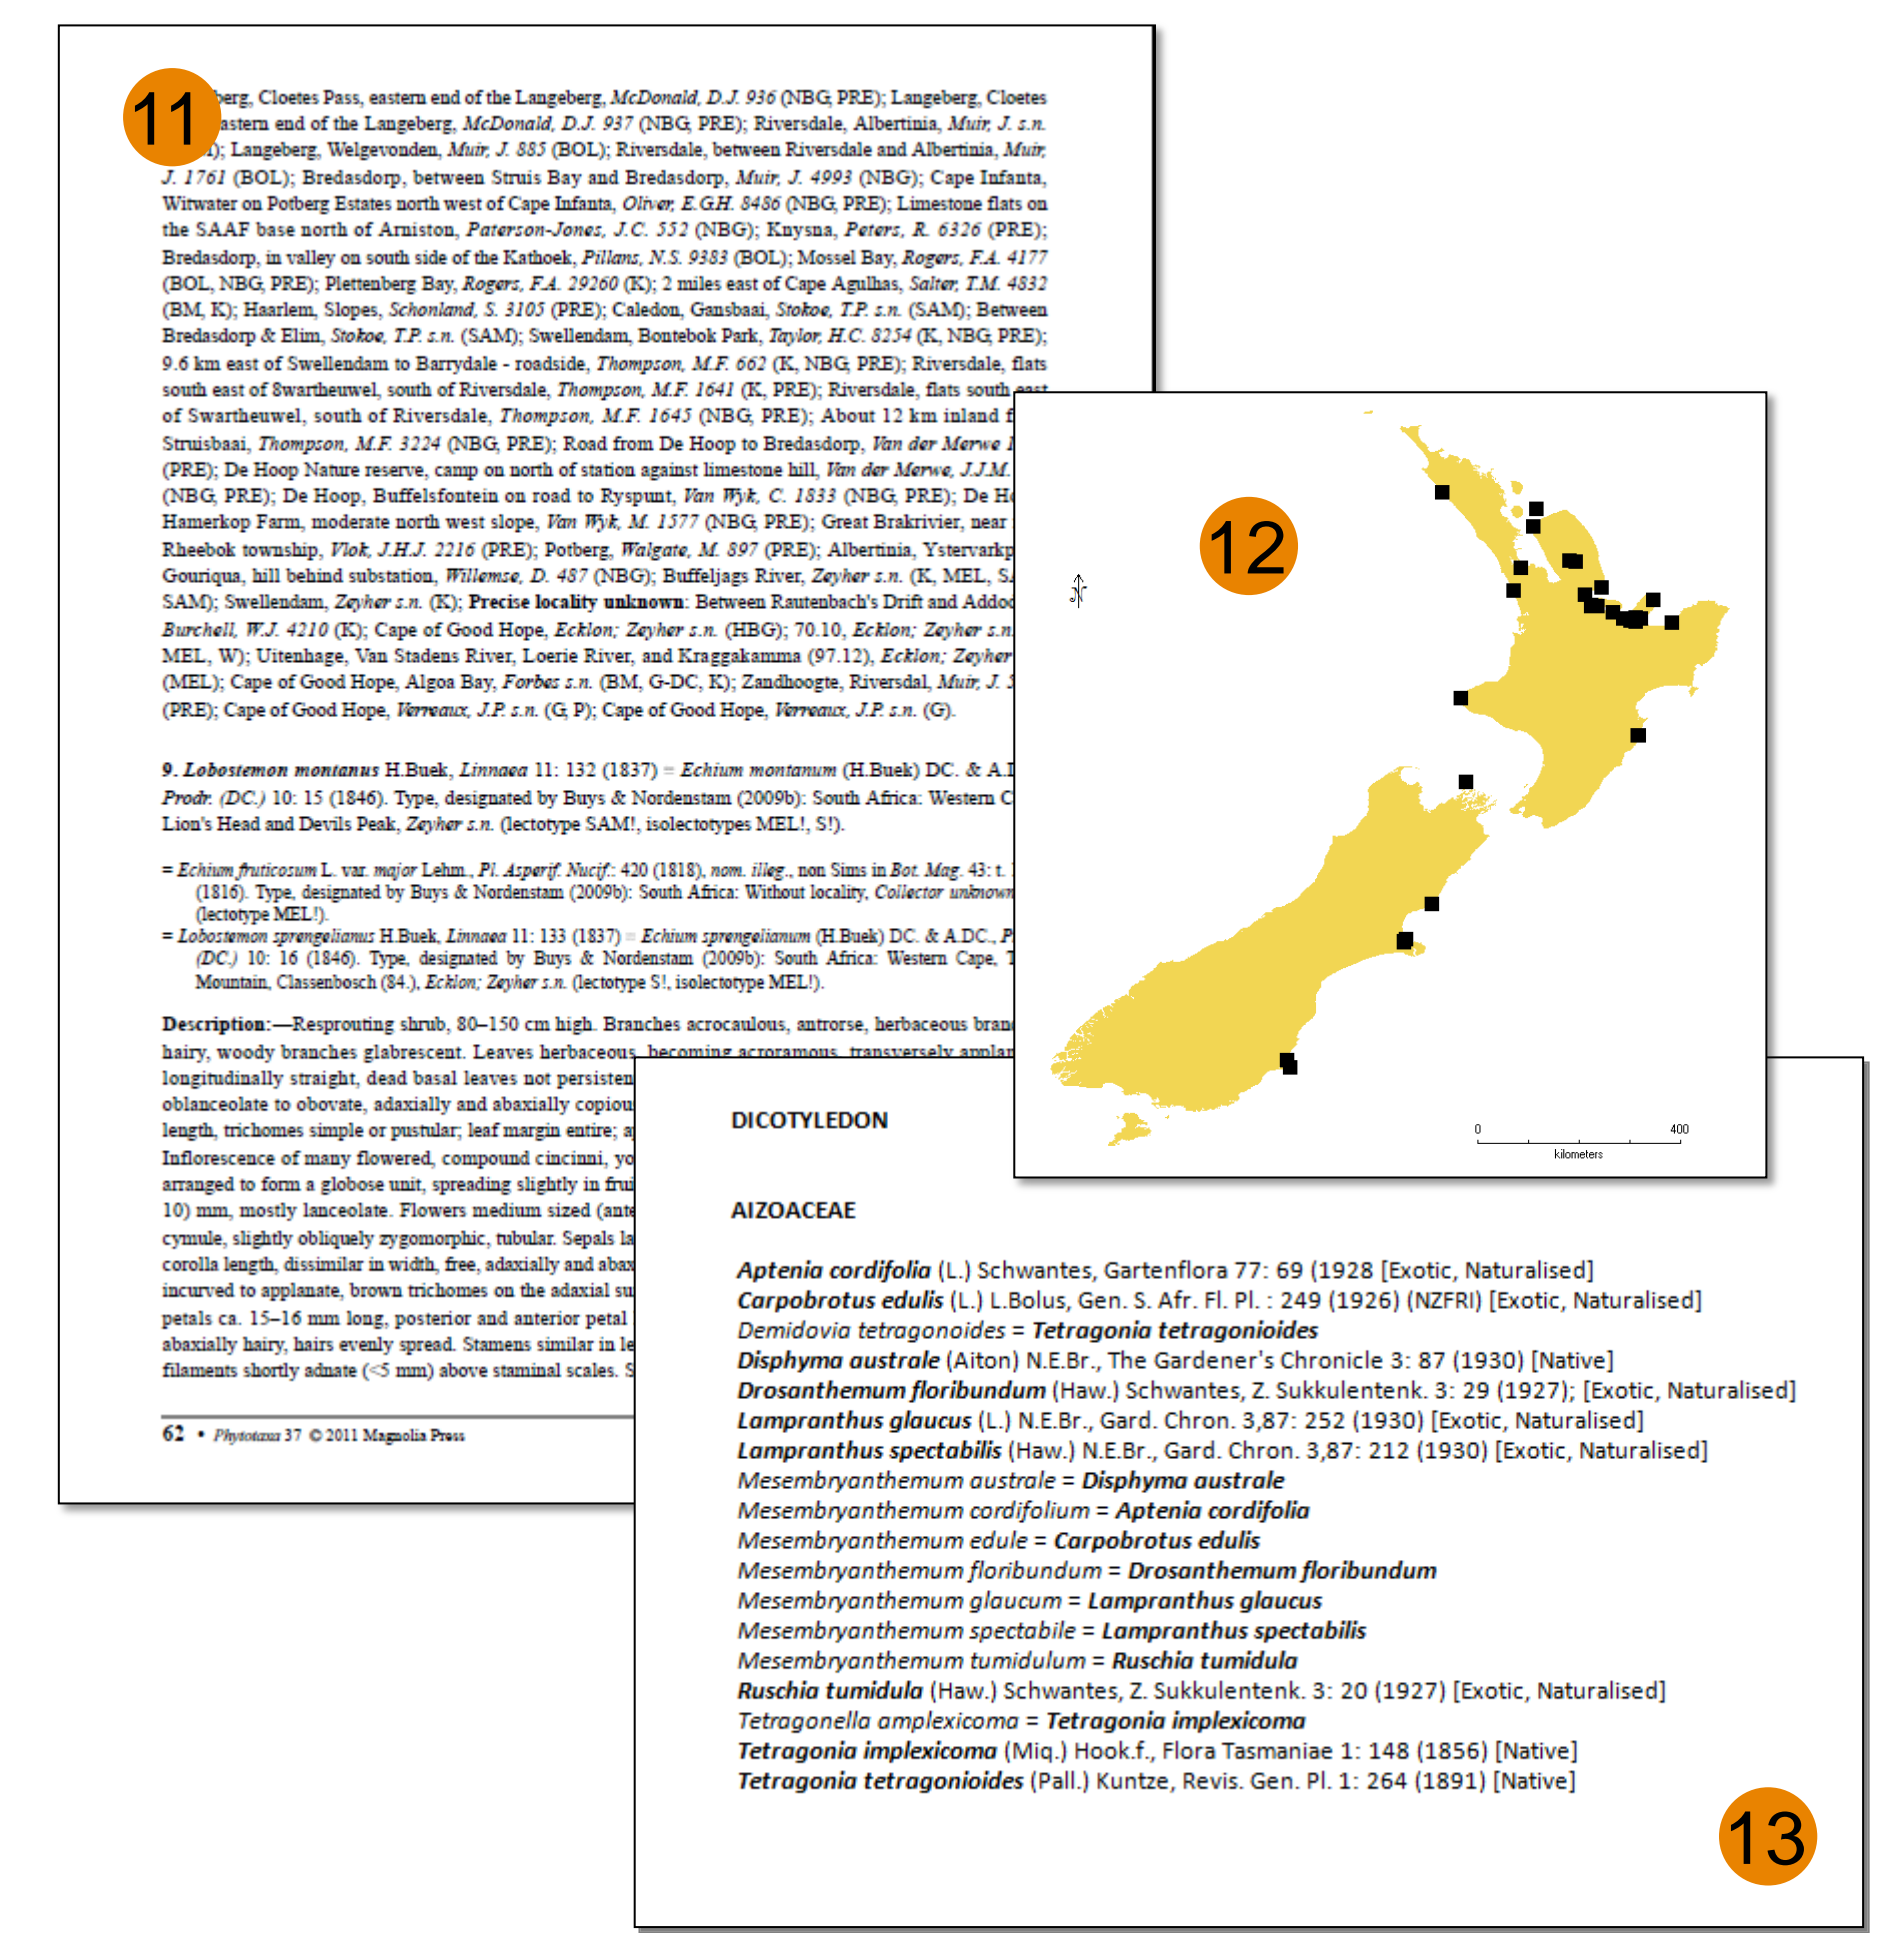 11
berg, Cloetes Pass, eastern end of the Langeberg, McDonald, D.J. 936 (NBG, PRE); Langeberg, Cloetes
astern end of the Langeberg, McDonald, D.J. 937 (NBG, PRE); Riversdale, Albertinia, Muir, J. s.n.
); Langeberg, Welgevonden, Muir, J. 885 (BOL); Riversdale, between Riversdale and Albertinia, Muir,
J. 1761 (BOL); Bredasdorp, between Struis Bay and Bredasdorp, Muir, J. 4993 (NBG); Cape Infanta,
Witwater on Potberg Estates north west of Cape Infanta, Oliver, E.G.H. 8486 (NBG, PRE); Limestone flats on
the SAAF base north of Arniston, Paterson-Jones, J.C. 552 (NBG); Knysna, Peters, R. 6326 (PRE);
Bredasdorp, in valley on south side of the Kathoek, Pillans, N.S. 9383 (BOL); Mossel Bay, Rogers, F.A. 4177
(BOL, NBG, PRE); Plettenberg Bay, Rogers, F.A. 29260 (K); 2 miles east of Cape Agulhas, Salter, T.M. 4832
(BM, K); Haarlem, Slopes, Schonland, S. 3105 (PRE); Caledon, Gansbaai, Stokoe, T.P. s.n. (SAM); Between
Bredasdorp & Elim, Stokoe, T.P. s.n. (SAM); Swellendam, Bontebok Park, Taylor, H.C. 8254 (K, NBG, PRE);
9.6 km east of Swellendam to Barrydale - roadside, Thompson, M.F. 662 (K, NBG, PRE); Riversdale, flats
south east of 8wartheuwel, south of Riversdale, Thompson, M.F. 1641 (K, PRE); Riversdale, flats south east
of Swartheuwel, south of Riversdale, Thompson, M.F. 1645 (NBG, PRE); About 12 km inland f
Struisbaai, Thompson, M.F. 3224 (NBG, PRE); Road from De Hoop to Bredasdorp, Van der Merwe 1
(PRE); De Hoop Nature reserve, camp on north of station against limestone hill, Van der Merwe, J.J.M.
(NBG, PRE); De Hoop, Buffelsfontein on road to Ryspunt, Van Wyk, C. 1833 (NBG, PRE); De Ho
Hamerkop Farm, moderate north west slope, Van Wyk, M. 1577 (NBG, PRE); Great Brakrivier, near
Rheebok township, Vlok, J.H.J. 2216 (PRE); Potberg, Walgate, M. 897 (PRE); Albertinia, Ystervarkp
Gouriqua, hill behind substation, Willemse, D. 487 (NBG); Buffeljags River, Zeyher s.n. (K, MEL, S
SAM); Swellendam, Zeyher s.n. (K); Precise locality unknown: Between Rautenbach's Drift and Addo
Burchell, W.J. 4210 (K); Cape of Good Hope, Ecklon; Zeyher s.n. (HBG); 70.10, Ecklon; Zeyher s.n.
MEL, W); Uitenhage, Van Stadens River, Loerie River, and Kraggakamma (97.12), Ecklon; Zeyher
(MEL); Cape of Good Hope, Algoa Bay, Forbes s.n. (BM, G-DC, K); Zandhoogte, Riversdal, Muir, J.
(PRE); Cape of Good Hope, Verreaux, J.P. s.n. (G, P); Cape of Good Hope, Verreaux, J.P. s.n. (G).
9. Lobostemon montanus H.Buek, Linnaea 11: 132 (1837) = Echium montanum (H.Buek) DC. & A.
Prodr. (DC.) 10: 15 (1846). Type, designated by Buys & Nordenstam (2009b): South Africa: Western C
Lion's Head and Devils Peak, Zeyher s.n. (lectotype SAM!, isolectotypes MEL!, S!).
= Echium fruticosum L. var. major Lehm., Pl. Asperif. Nucif.: 420 (1818), nom. illeg., non Sims in Bot. Mag. 43: t.
(1816). Type, designated by Buys & Nordenstam (2009b): South Africa: Without locality, Collector unknown
(lectotype MEL!).
= Lobostemon sprengelianus H.Buek, Linnaea 11: 133 (1837) = Echium sprengelianum (H.Buek) DC. & A.DC., P
(DC.) 10: 16 (1846). Type, designated by Buys & Nordenstam (2009b): South Africa: Western Cape, T
Mountain, Classenbosch (84.), Ecklon; Zeyher s.n. (lectotype S!, isolectotype MEL!).
Description:—Resprouting shrub, 80–150 cm high. Branches acrocaulous, antrorse, herbaceous bran
hairy, woody branches glabrescent. Leaves herbaceous, becoming acroramous, transversely applan
longitudinally straight, dead basal leaves not persisten
oblanceolate to obovate, adaxially and abaxially copiou
length, trichomes simple or pustular; leaf margin entire; a
Inflorescence of many flowered, compound cincinni, yo
arranged to form a globose unit, spreading slightly in frui
10) mm, mostly lanceolate. Flowers medium sized (ante
cymule, slightly obliquely zygomorphic, tubular. Sepals la
corolla length, dissimilar in width, free, adaxially and abax
incurved to applanate, brown trichomes on the adaxial su
petals ca. 15–16 mm long, posterior and anterior petal
abaxially hairy, hairs evenly spread. Stamens similar in le
filaments shortly adnate (<5 mm) above staminal scales. S
62 • Phytotaxa 37 © 2011 Magnolia Press
12
N
0 400
kilometers
DICOTYLEDON
AIZOACEAE
Aptenia cordifolia (L.) Schwantes, Gartenflora 77: 69 (1928 [Exotic, Naturalised]
Carpobrotus edulis (L.) L.Bolus, Gen. S. Afr. Fl. Pl. : 249 (1926) (NZFRI) [Exotic, Naturalised]
Demidovia tetragonoides = Tetragonia tetragonioides
Disphyma australe (Aiton) N.E.Br., The Gardener's Chronicle 3: 87 (1930) [Native]
Drosanthemum floribundum (Haw.) Schwantes, Z. Sukkulentenk. 3: 29 (1927); [Exotic, Naturalised]
Lampranthus glaucus (L.) N.E.Br., Gard. Chron. 3,87: 252 (1930) [Exotic, Naturalised]
Lampranthus spectabilis (Haw.) N.E.Br., Gard. Chron. 3,87: 212 (1930) [Exotic, Naturalised]
Mesembryanthemum australe = Disphyma australe
Mesembryanthemum cordifolium = Aptenia cordifolia
Mesembryanthemum edule = Carpobrotus edulis
Mesembryanthemum floribundum = Drosanthemum floribundum
Mesembryanthemum glaucum = Lampranthus glaucus
Mesembryanthemum spectabile = Lampranthus spectabilis
Mesembryanthemum tumidulum = Ruschia tumidula
Ruschia tumidula (Haw.) Schwantes, Z. Sukkulentenk. 3: 20 (1927) [Exotic, Naturalised]
Tetragonella amplexicoma = Tetragonia implexicoma
Tetragonia implexicoma (Miq.) Hook.f., Flora Tasmaniae 1: 148 (1856) [Native]
Tetragonia tetragonioides (Pall.) Kuntze, Revis. Gen. Pl. 1: 264 (1891) [Native]
13